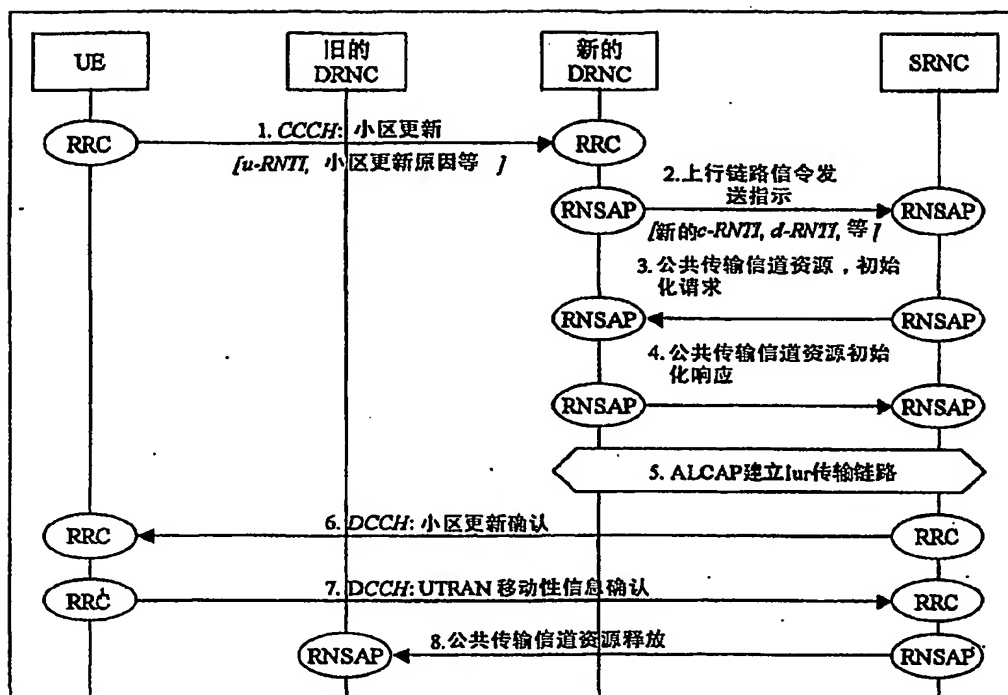 UE
旧的
DRNC
新的
DRNC
SRNC
RRC
1. CCCH: 小区更新
RRC
[u-RNTI, 小区更新原因等 ]
RNSAP
2.上行链路信令发
送指示
RNSAP
[新的c-RNTI, d-RNTI, 等]
3. 公共传输信道资源，初始
化请求
RNSAP
RNSAP
4. 公共传输信道资源初始
化响应
RNSAP
RNSAP
5. ALCAP建立Iur传输链路
RRC
6. DCCH: 小区更新确认
RRC
RRC
7. DCCH: UTRAN 移动性信息确认
RRC
RNSAP
8.公共传输信道资源释放
RNSAP